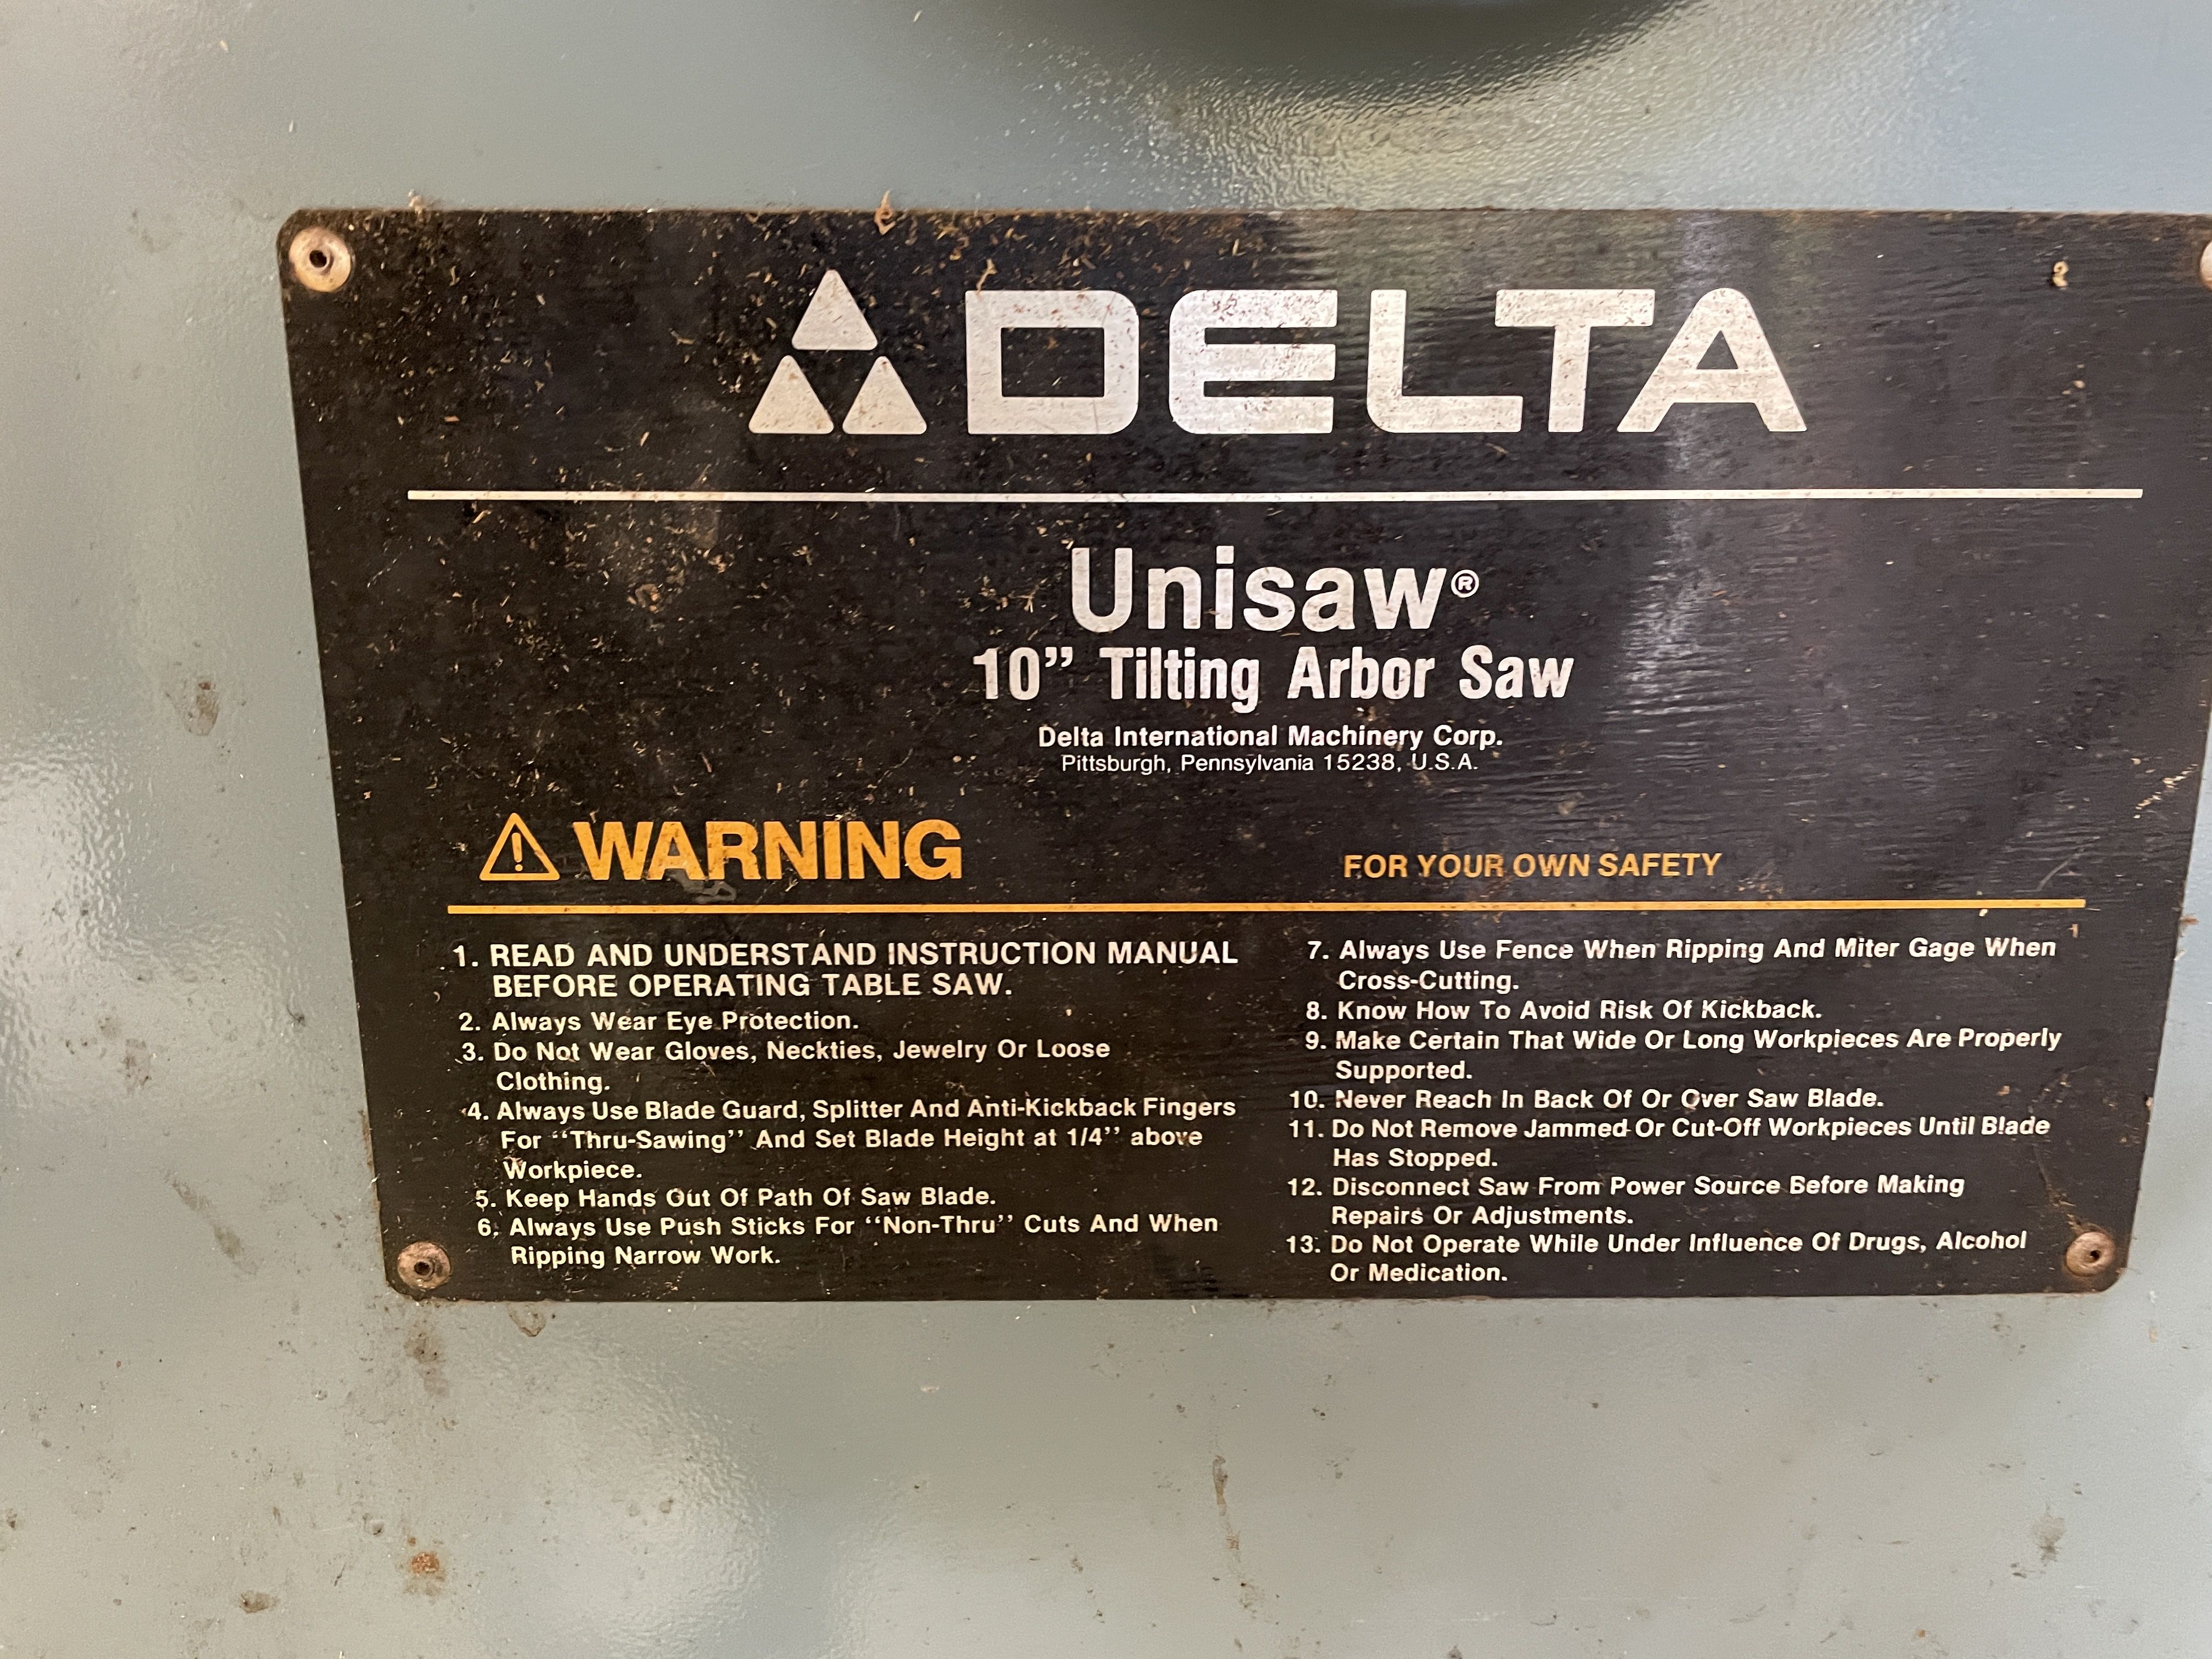 DELTA
Unisaw®
10” Tilting Arbor Saw
Delta International Machinery Corp.
Pittsburgh, Pennsylvania 15238, U.S.A.
WARNING
FOR YOUR OWN SAFETY
1. READ AND UNDERSTAND INSTRUCTION MANUAL
BEFORE OPERATING TABLE SAW.
2. Always Wear Eye Protection.
3. Do Not Wear Gloves, Neckties, Jewelry Or Loose
Clothing.
4. Always Use Blade Guard, Splitter And Anti-Kickback Fingers
For ‘‘Thru-Sawing’’ And Set Blade Height at 1/4’’ above
Workpiece.
5. Keep Hands Out Of Path Of Saw Blade.
6. Always Use Push Sticks For ‘‘Non-Thru’’ Cuts And When
Ripping Narrow Work.
7. Always Use Fence When Ripping And Miter Gage When
Cross-Cutting.
8. Know How To Avoid Risk Of Kickback.
9. Make Certain That Wide Or Long Workpieces Are Properly
Supported.
10. Never Reach In Back Of Or Over Saw Blade.
11. Do Not Remove Jammed Or Cut-Off Workpieces Until Blade
Has Stopped.
12. Disconnect Saw From Power Source Before Making
Repairs Or Adjustments.
13. Do Not Operate While Under Influence Of Drugs, Alcohol
Or Medication.